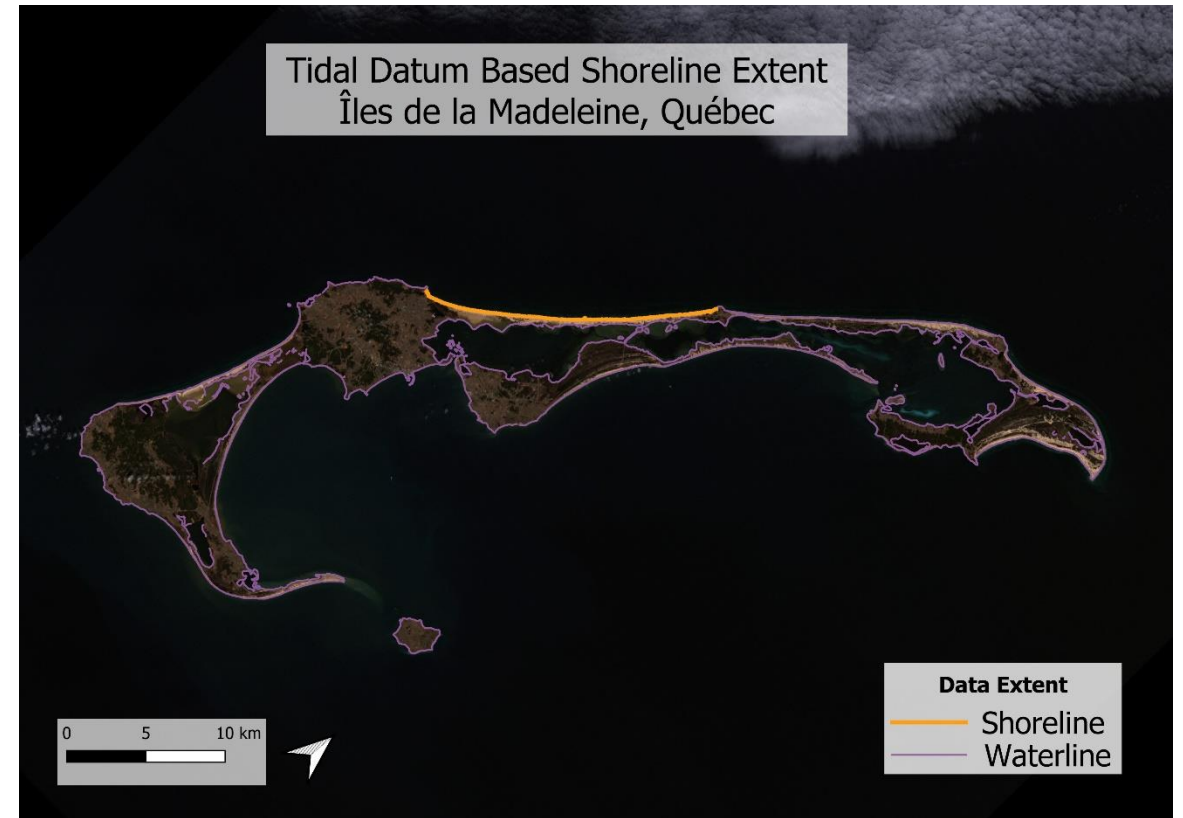 Tidal Datum Based Shoreline Extent
Îles de la Madeleine, Québec
Data Extent
Shoreline
Waterline
0 5 10 km